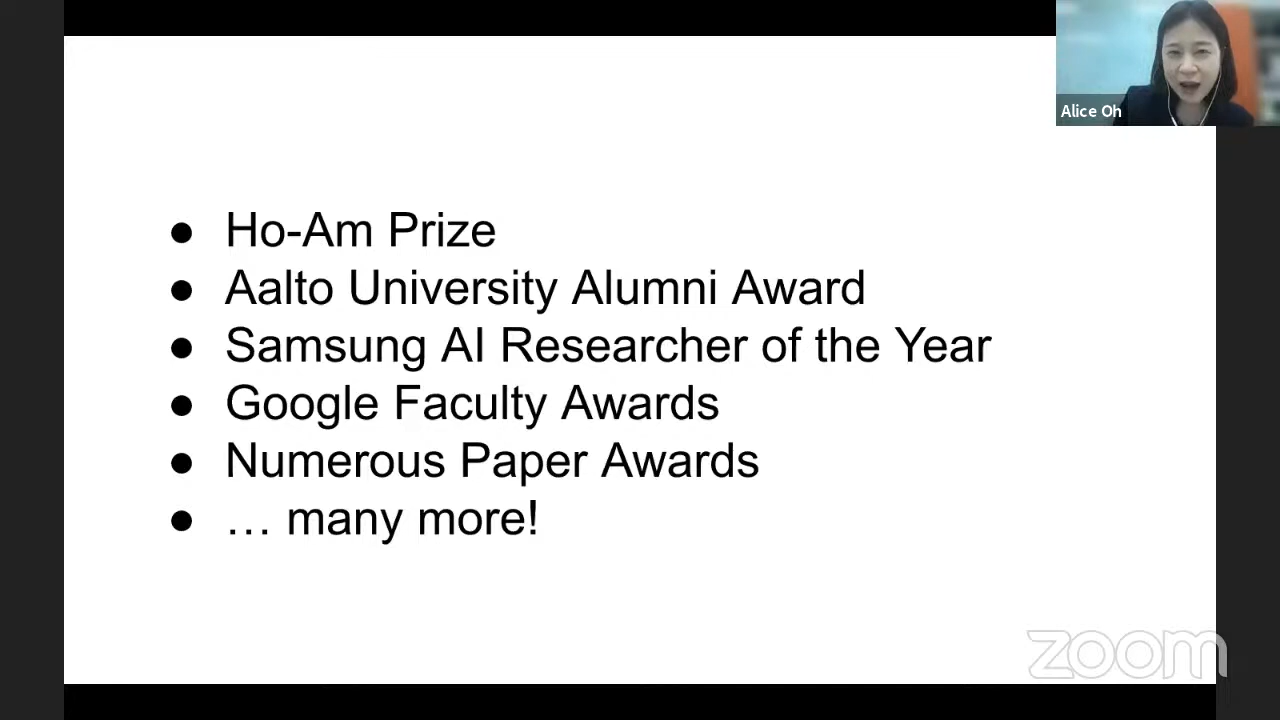 Alice Oh
● Ho-Am Prize
● Aalto University Alumni Award
● Samsung AI Researcher of the Year
● Google Faculty Awards
● Numerous Paper Awards
● … many more!
zoom